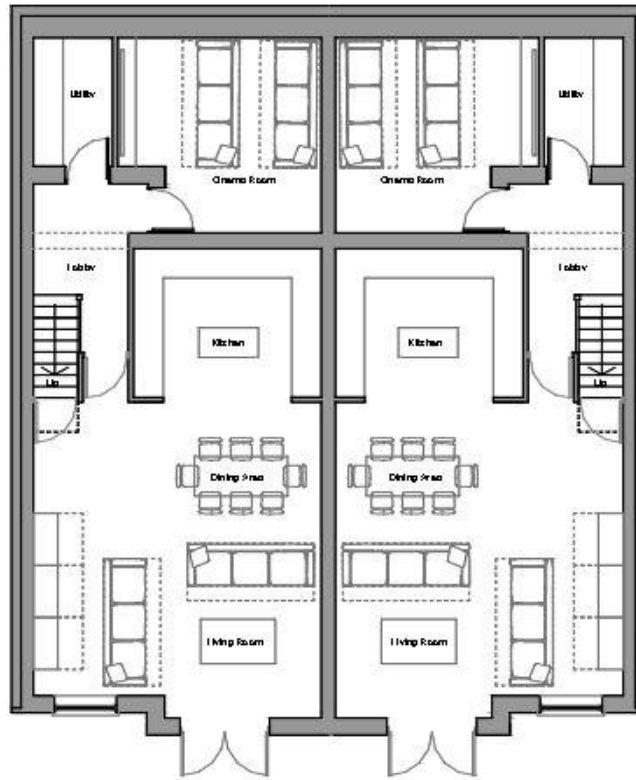 Utility
Utility
Cinema Room
Cinema Room
Lobby
Lobby
Kitchen
Kitchen
Up
Up
Dining Area
Dining Area
Living Room
Living Room